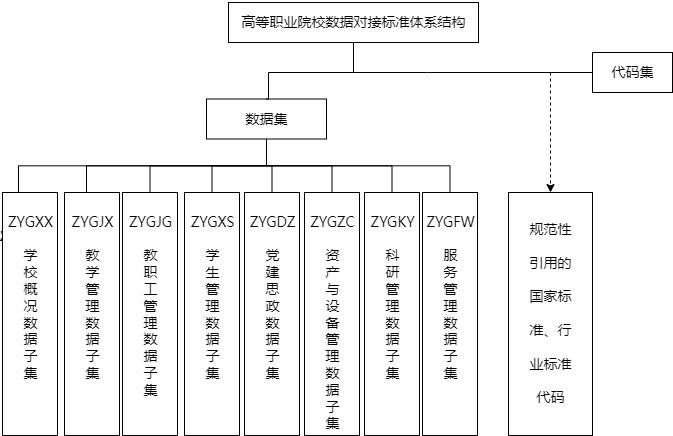 高等职业院校数据对接标准体系结构
代码集
数据集
ZYGXX
学校概况数据子集
ZYGJX
教学管理数据子集
ZYGJG
教职工管理数据子集
ZYGXS
学生管理数据子集
ZYGDZ
党建思政数据子集
ZYGZC
资产与设备管理数据子集
ZYGKY
科研管理数据子集
ZYGFW
服务管理数据子集
规范性
引用的
国家标
准、行
业标准
代码